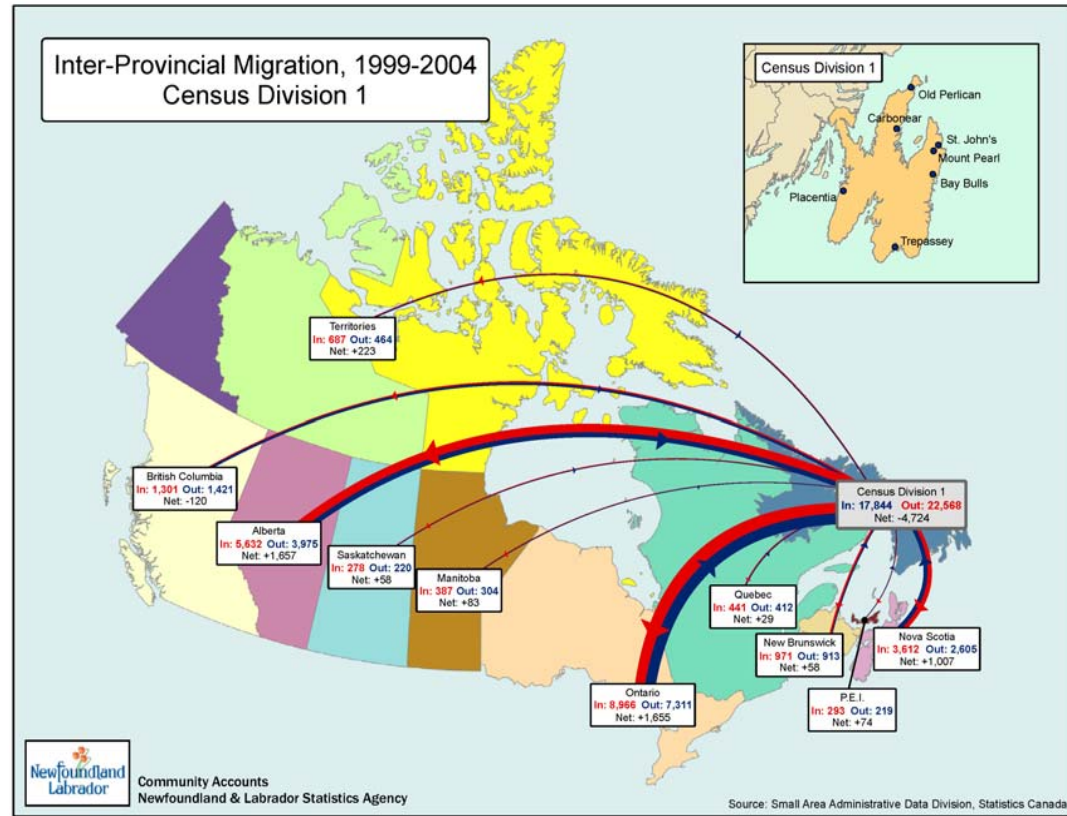 Inter-Provincial Migration, 1999-2004
Census Division 1
Census Division 1
Old Perlican
Carbonear
St. John's
Mount Pearl
Bay Bulls
Placentia
Trepassey
Territories
In: 687 Out: 464
Net: +223
British Columbia
In: 1,301 Out: 1,421
Net: -120
Alberta
In: 5,632 Out: 3,975
Net: +1,657
Saskatchewan
In: 278 Out: 220
Net: +58
Manitoba
In: 387 Out: 304
Net: +83
Census Division 1
In: 17,844 Out: 22,568
Net: -4,724
Quebec
In: 441 Out: 412
Net: +29
New Brunswick
In: 971 Out: 913
Net: +58
Nova Scotia
In: 3,612 Out: 2,605
Net: +1,007
Ontario
In: 8,966 Out: 7,311
Net: +1,655
P.E.I.
In: 293 Out: 219
Net: +74
Newfoundland
Labrador
Community Accounts
Newfoundland & Labrador Statistics Agency
Source: Small Area Administrative Data Division, Statistics Canada